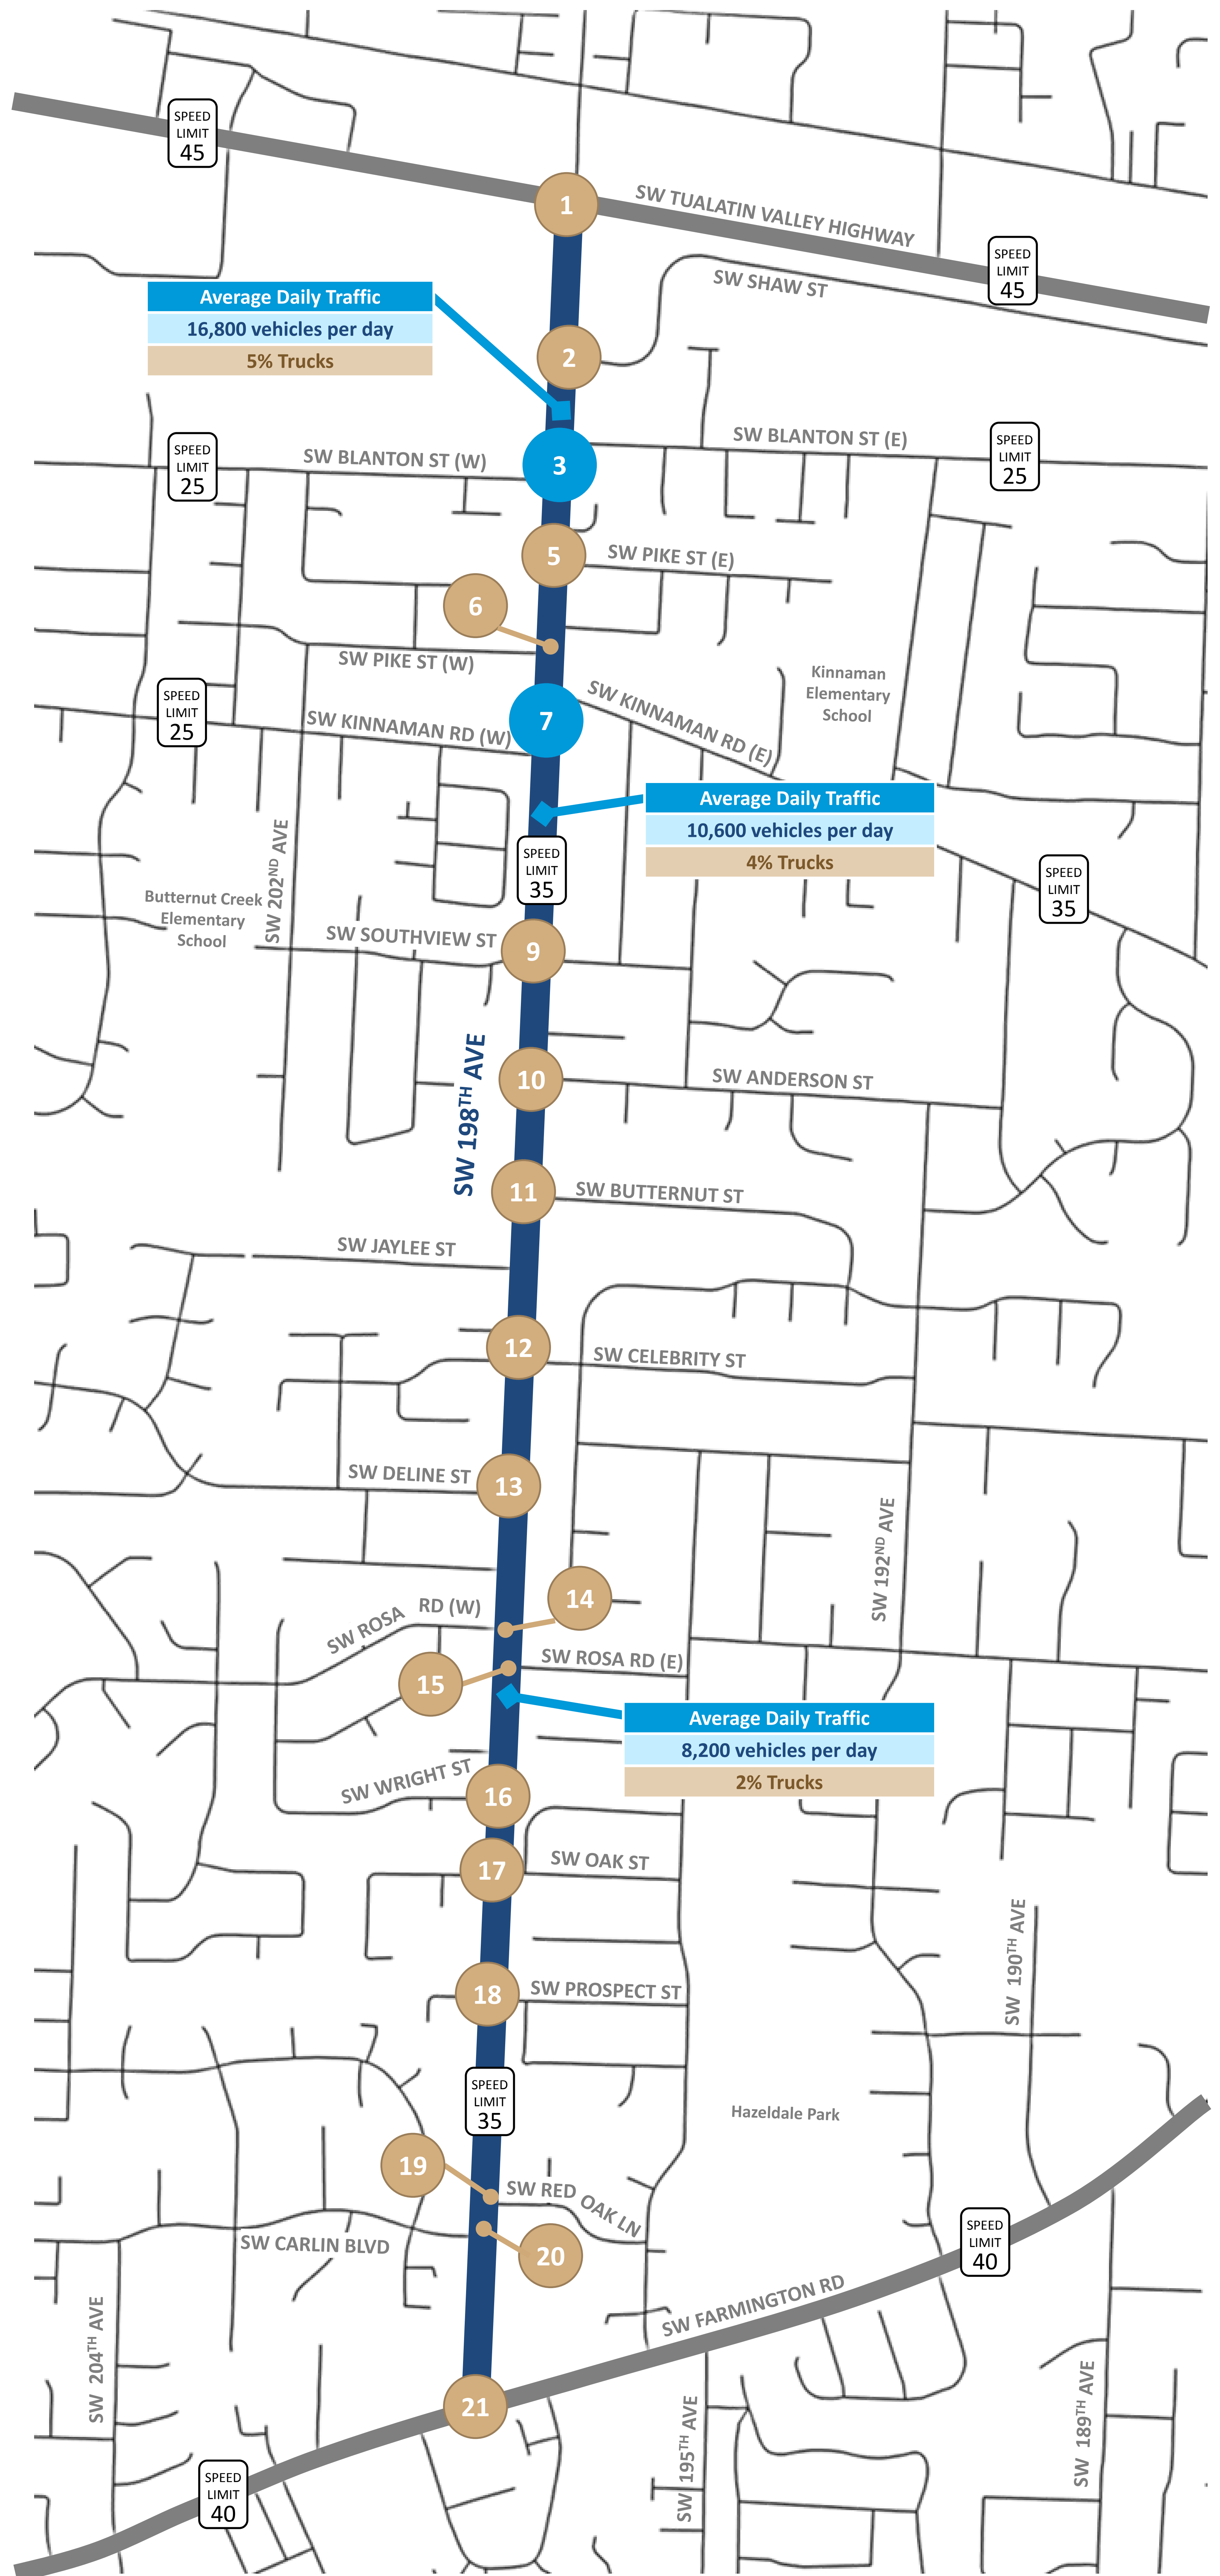 SPEED
LIMIT
45
1
SW TUALATIN VALLEY HIGHWAY
SPEED
LIMIT
45
SW SHAW ST
Average Daily Traffic
16,800 vehicles per day
5% Trucks
2
SW BLANTON ST (E)
SPEED
LIMIT
25
SPEED
LIMIT
25
SW BLANTON ST (W)
3
5
SW PIKE ST (E)
6
SW PIKE ST (W)
Kinnaman
Elementary
School
SPEED
LIMIT
25
SW KINNAMAN RD (W)
7
SW KINNAMAN RD (E)
Average Daily Traffic
10,600 vehicles per day
4% Trucks
SPEED
LIMIT
35
SPEED
LIMIT
35
SW 202ND AVE
Butternut Creek
Elementary
School
SW SOUTHVIEW ST
9
SW 198TH AVE
10
SW ANDERSON ST
11
SW BUTTERNUT ST
SW JAYLEE ST
12
SW CELEBRITY ST
SW DELINE ST
13
SW 192ND AVE
14
SW ROSA RD (W)
15
SW ROSA RD (E)
Average Daily Traffic
8,200 vehicles per day
2% Trucks
SW WRIGHT ST
16
17
SW OAK ST
SW 190TH AVE
18
SW PROSPECT ST
SPEED
LIMIT
35
Hazeldale Park
19
SW RED OAK LN
SW CARLIN BLVD
20
SPEED
LIMIT
40
SW FARMINGTON RD
SW 204TH AVE
21
SW 195TH AVE
SW 189TH AVE
SPEED
LIMIT
40